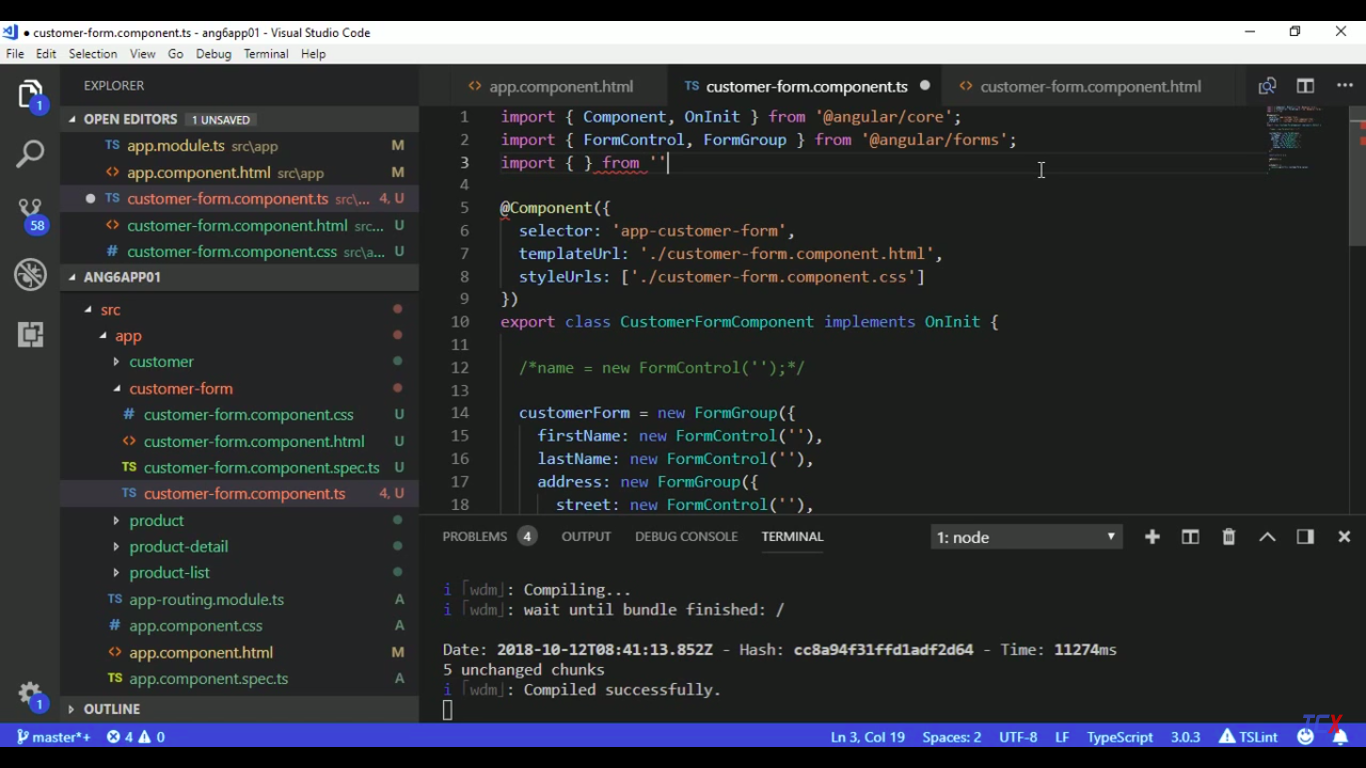 customer-form.component.ts - ang6app01 - Visual Studio Code
File Edit Selection View Go Debug Terminal Help
EXPLORER
OPEN EDITORS 1 UNSAVED
TS app.module.ts src\app M
<> app.component.html src\app M
TS customer-form.component.ts src\... 4, U
<> customer-form.component.html src... U
# customer-form.component.css src\a... U
ANG6APP01
src
app
customer
customer-form
# customer-form.component.css U
<> customer-form.component.html U
TS customer-form.component.spec.ts U
TS customer-form.component.ts 4, U
product
product-detail
product-list
TS app-routing.module.ts A
# app.component.css A
<> app.component.html M
TS app.component.spec.ts A
OUTLINE
1
58
1
<> app.component.html TS customer-form.component.ts <> customer-form.component.html
1 import { Component, OnInit } from '@angular/core';
2 import { FormControl, FormGroup } from '@angular/forms';
3 import { } from ''
4
5 @Component({
6 selector: 'app-customer-form',
7 templateUrl: './customer-form.component.html',
8 styleUrls: ['./customer-form.component.css']
9 })
10 export class CustomerFormComponent implements OnInit {
11
12 /*name = new FormControl('');*/
13
14 customerForm = new FormGroup({
15 firstName: new FormControl(''),
16 lastName: new FormControl(''),
17 address: new FormGroup({
18 street: new FormControl(''),
PROBLEMS 4 OUTPUT DEBUG CONSOLE TERMINAL 1: node
i ｢wdm｣: Compiling...
i ｢wdm｣: wait until bundle finished: /
Date: 2018-10-12T08:41:13.852Z - Hash: cc8a94f31ffd1adf2d64 - Time: 11274ms
5 unchanged chunks
i ｢wdm｣: Compiled successfully.
master*+ 4 0 Ln 3, Col 19 Spaces: 2 UTF-8 LF TypeScript 3.0.3 TSLint